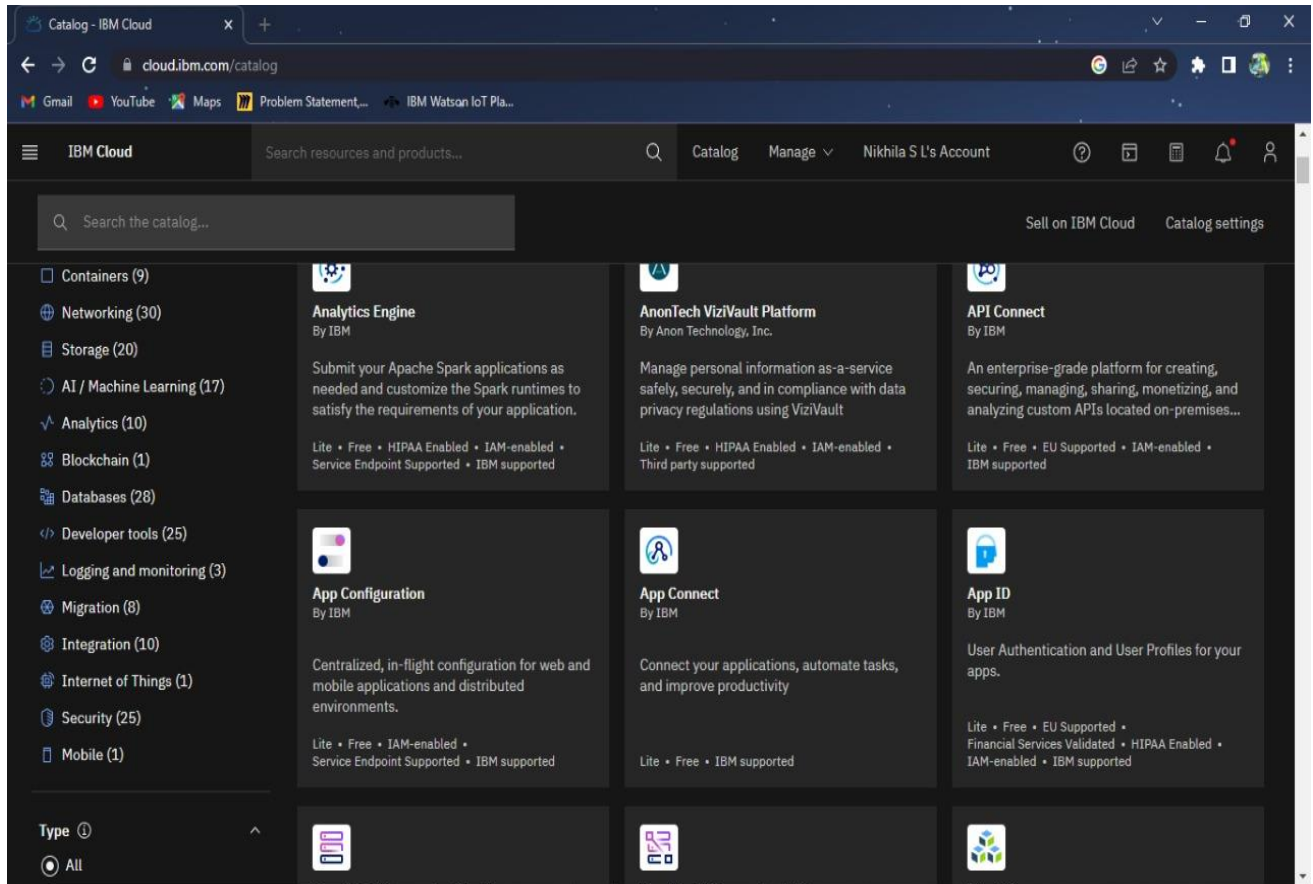 Catalog - IBM Cloud
cloud.ibm.com/catalog
Gmail YouTube Maps Problem Statement,... IBM Watson IoT Pla...
IBM Cloud Search resources and products... Catalog Manage Nikhila S L's Account
Search the catalog... Sell on IBM Cloud Catalog settings
Containers (9)
Networking (30)
Storage (20)
AI / Machine Learning (17)
Analytics (10)
Blockchain (1)
Databases (28)
Developer tools (25)
Logging and monitoring (3)
Migration (8)
Integration (10)
Internet of Things (1)
Security (25)
Mobile (1)
Type
All
Analytics Engine
By IBM
Submit your Apache Spark applications as
needed and customize the Spark runtimes to
satisfy the requirements of your application.
Lite • Free • HIPAA Enabled • IAM-enabled •
Service Endpoint Supported • IBM supported
AnonTech ViziVault Platform
By Anon Technology, Inc.
Manage personal information as-a-service
safely, securely, and in compliance with data
privacy regulations using ViziVault
Lite • Free • HIPAA Enabled • IAM-enabled •
Third party supported
API Connect
By IBM
An enterprise-grade platform for creating,
securing, managing, sharing, monetizing, and
analyzing custom APIs located on-premises...
Lite • Free • EU Supported • IAM-enabled •
IBM supported
App Configuration
By IBM
Centralized, in-flight configuration for web and
mobile applications and distributed
environments.
Lite • Free • IAM-enabled •
Service Endpoint Supported • IBM supported
App Connect
By IBM
Connect your applications, automate tasks,
and improve productivity
Lite • Free • IBM supported
App ID
By IBM
User Authentication and User Profiles for your
apps.
Lite • Free • EU Supported •
Financial Services Validated • HIPAA Enabled •
IAM-enabled • IBM supported